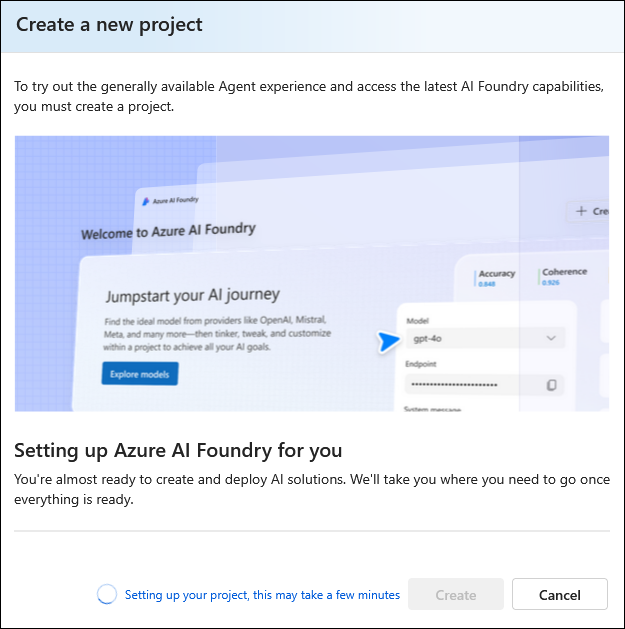 Create a new project
To try out the generally available Agent experience and access the latest AI Foundry capabilities,
you must create a project.
Azure AI Foundry
Welcome to Azure AI Foundry
Cre
Jumpstart your AI journey
Find the ideal model from providers like OpenAI, Mistral,
Meta, and many more—then tinker, tweak, and customize
within a project to achieve all your AI goals.
Explore models
Accuracy
0.848
Coherence
0.926
Model
gpt-4o
Endpoint
••••••••••••••••••••••••
System message
Setting up Azure AI Foundry for you
You're almost ready to create and deploy AI solutions. We'll take you where you need to go once
everything is ready.
Setting up your project, this may take a few minutes
Create
Cancel